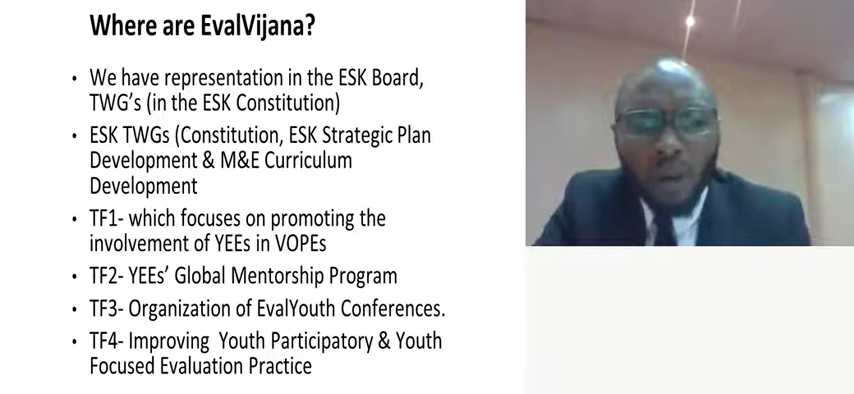 Where are EvalVijana?
• We have representation in the ESK Board,
TWG's (in the ESK Constitution)
• ESK TWGs (Constitution, ESK Strategic Plan
Development & M&E Curriculum
Development
• TF1- which focuses on promoting the
involvement of YEEs in VOPEs
• TF2- YEEs' Global Mentorship Program
• TF3- Organization of EvalYouth Conferences.
• TF4- Improving Youth Participatory & Youth
Focused Evaluation Practice